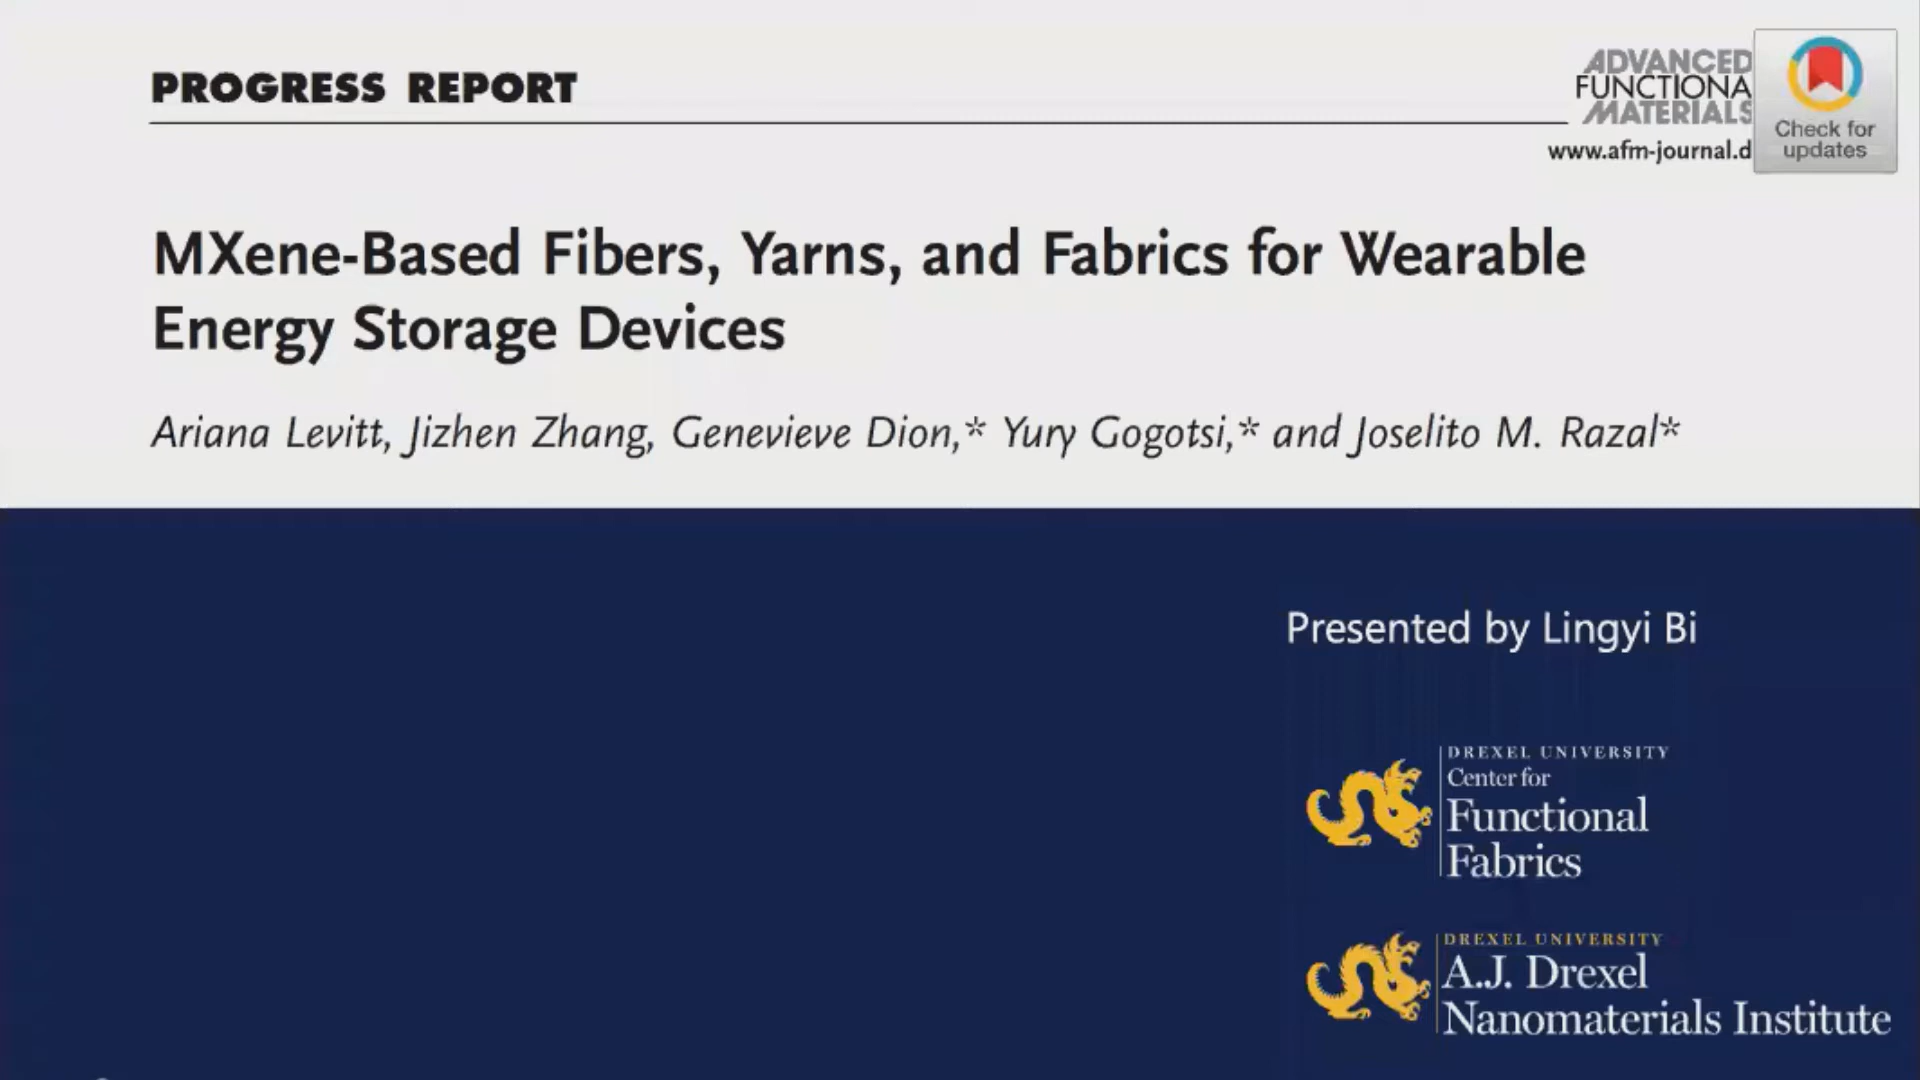 PROGRESS REPORT
ADVANCED
FUNCTIONA
MATERIALS
www.afm-journal.d
Check for
updates
MXene-Based Fibers, Yarns, and Fabrics for Wearable
Energy Storage Devices
Ariana Levitt, Jizhen Zhang, Genevieve Dion,* Yury Gogotsi,* and Joselito M. Razal*
Presented by Lingyi Bi
DREXEL UNIVERSITY
Center for
Functional
Fabrics
DREXEL UNIVERSITY
A.J. Drexel
Nanomaterials Institute